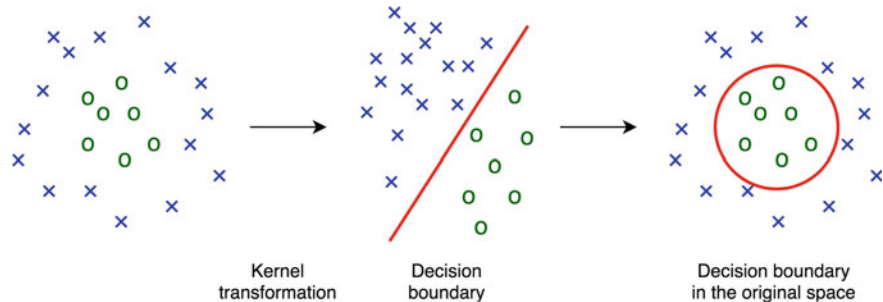 Kernel
transformation
Decision
boundary
Decision boundary
in the original space